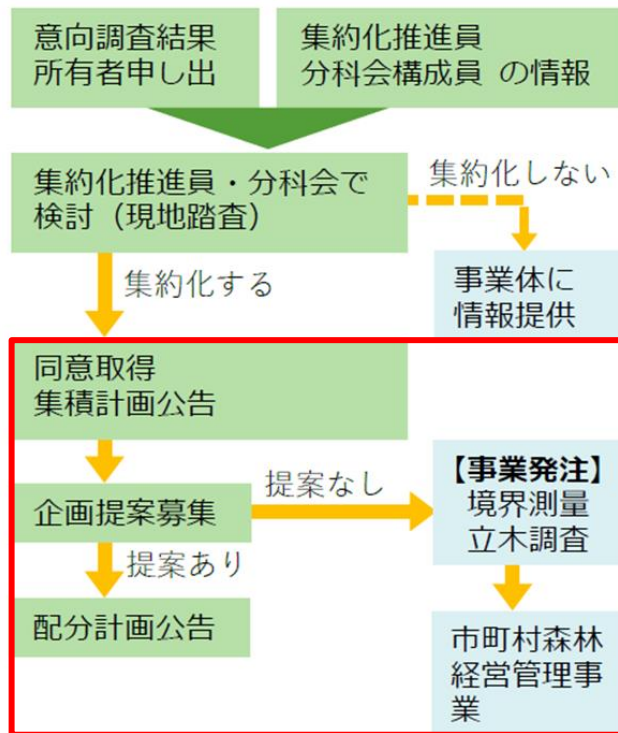 意向調査結果
所有者申し出
集約化推進員
分科会構成員 の情報
集約化推進員・分科会で
検討（現地踏査）
集約化しない
集約化する
事業体に
情報提供
同意取得
集積計画公告
提案なし
【事業発注】
境界測量
立木調査
企画提案募集
提案あり
配分計画公告
市町村森林
経営管理事
業